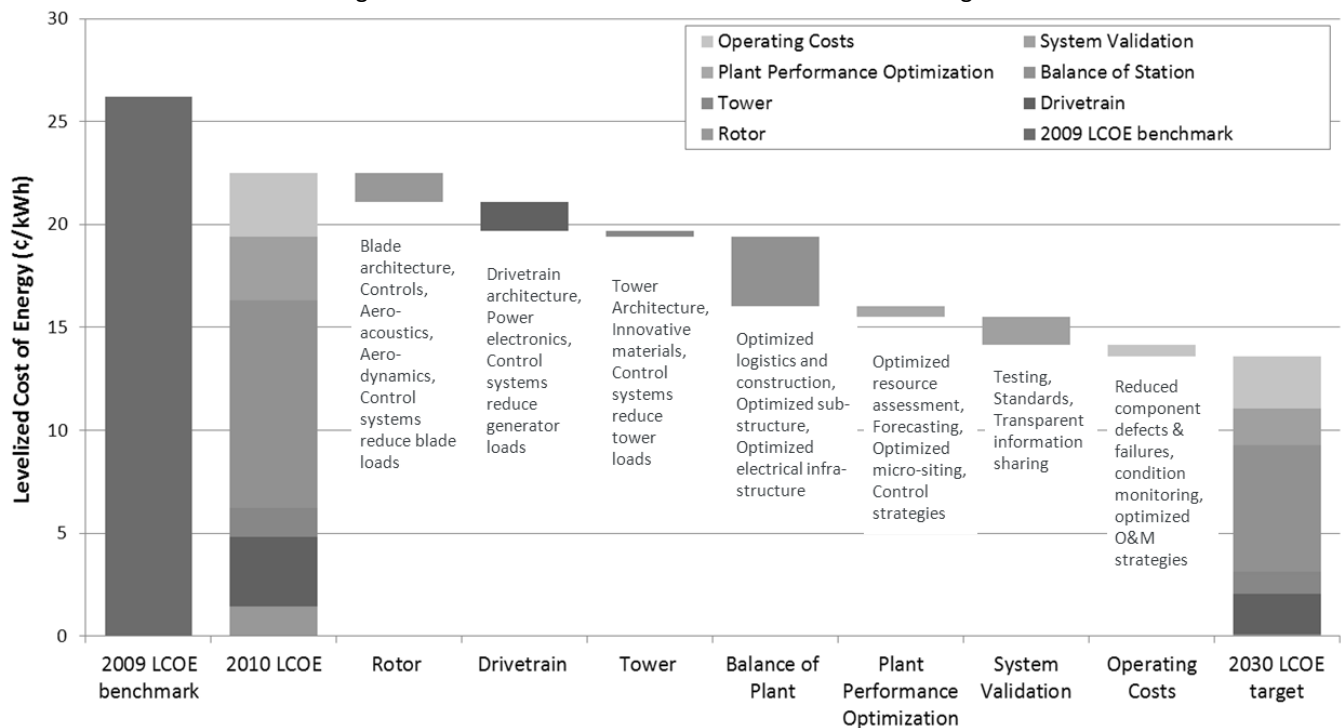 30
25
20
15
10
5
0
Levelized Cost of Energy (¢/kWh)
Operating Costs
System Validation
Plant Performance Optimization
Balance of Station
Tower
Drivetrain
Rotor
2009 LCOE benchmark
Blade
architecture,
Controls,
Aero-
acoustics,
Aero-
dynamics,
Control
systems
reduce blade
loads
Drivetrain
architecture,
Power
electronics,
Control
systems
reduce
generator
loads
Tower
Architecture,
Innovative
materials,
Control
systems
reduce
tower
loads
Optimized
logistics and
construction,
Optimized sub-
structure,
Optimized
electrical infra-
structure
Optimized
resource
assessment,
Forecasting,
Optimized
micro-siting,
Control
strategies
Testing,
Standards,
Transparent
information
sharing
Reduced
component
defects &
failures,
condition
monitoring,
optimized
O&M
strategies
2009 LCOE
benchmark
2010 LCOE
Rotor
Drivetrain
Tower
Balance of
Plant
Plant
Performance
Optimization
System
Validation
Operating
Costs
2030 LCOE
target